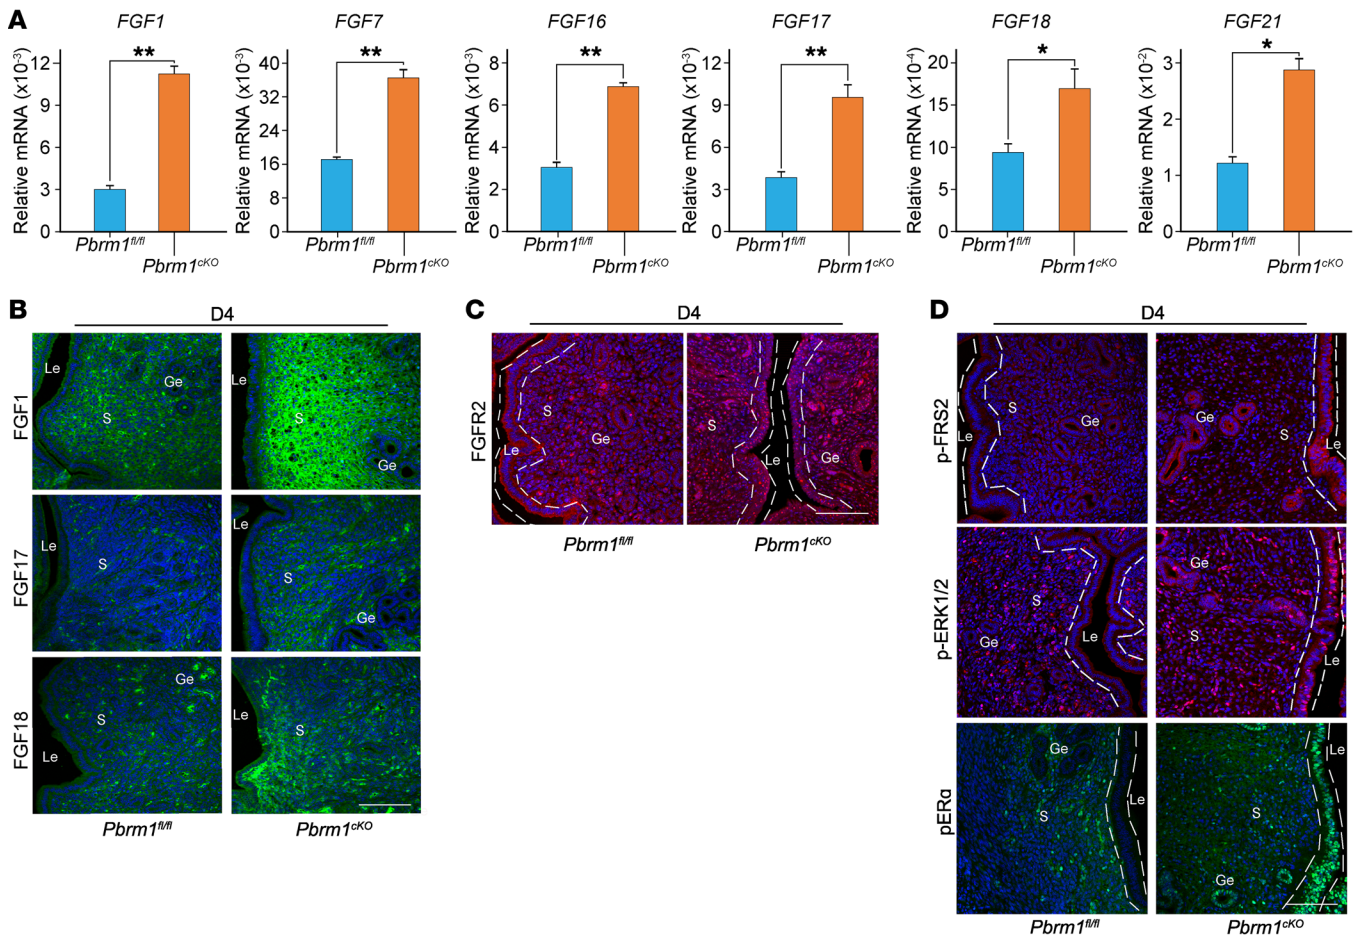 A
FGF1
FGF7
FGF16
FGF17
FGF18
FGF21
Relative mRNA (x10-3)
12
9
6
3
0
**
Pbrm1fl/fl
Pbrm1cKO
Relative mRNA (x10-3)
40
32
24
16
8
0
**
Pbrm1fl/fl
Pbrm1cKO
Relative mRNA (x10-3)
8
6
4
2
0
**
Pbrm1fl/fl
Pbrm1cKO
Relative mRNA (x10-3)
12
9
6
3
0
**
Pbrm1fl/fl
Pbrm1cKO
Relative mRNA (x10-4)
20
15
10
5
0
*
Pbrm1fl/fl
Pbrm1cKO
Relative mRNA (x10-2)
3
2
1
0
*
Pbrm1fl/fl
Pbrm1cKO
B
D4
FGF1
Le
Ge
S
Le
S
Ge
FGF17
Le
S
Le
S
Ge
FGF18
Ge
S
Le
Le
S
Pbrm1fl/fl
Pbrm1cKO
C
D4
FGFR2
S
Ge
Le
S
Le
Ge
Pbrm1fl/fl
Pbrm1cKO
D
D4
p-FRS2
S
Ge
Le
Ge
S
Le
p-ERK1/2
S
Ge
Le
Ge
S
Le
pERɑ
Ge
Le
S
Le
S
Ge
Pbrm1fl/fl
Pbrm1cKO